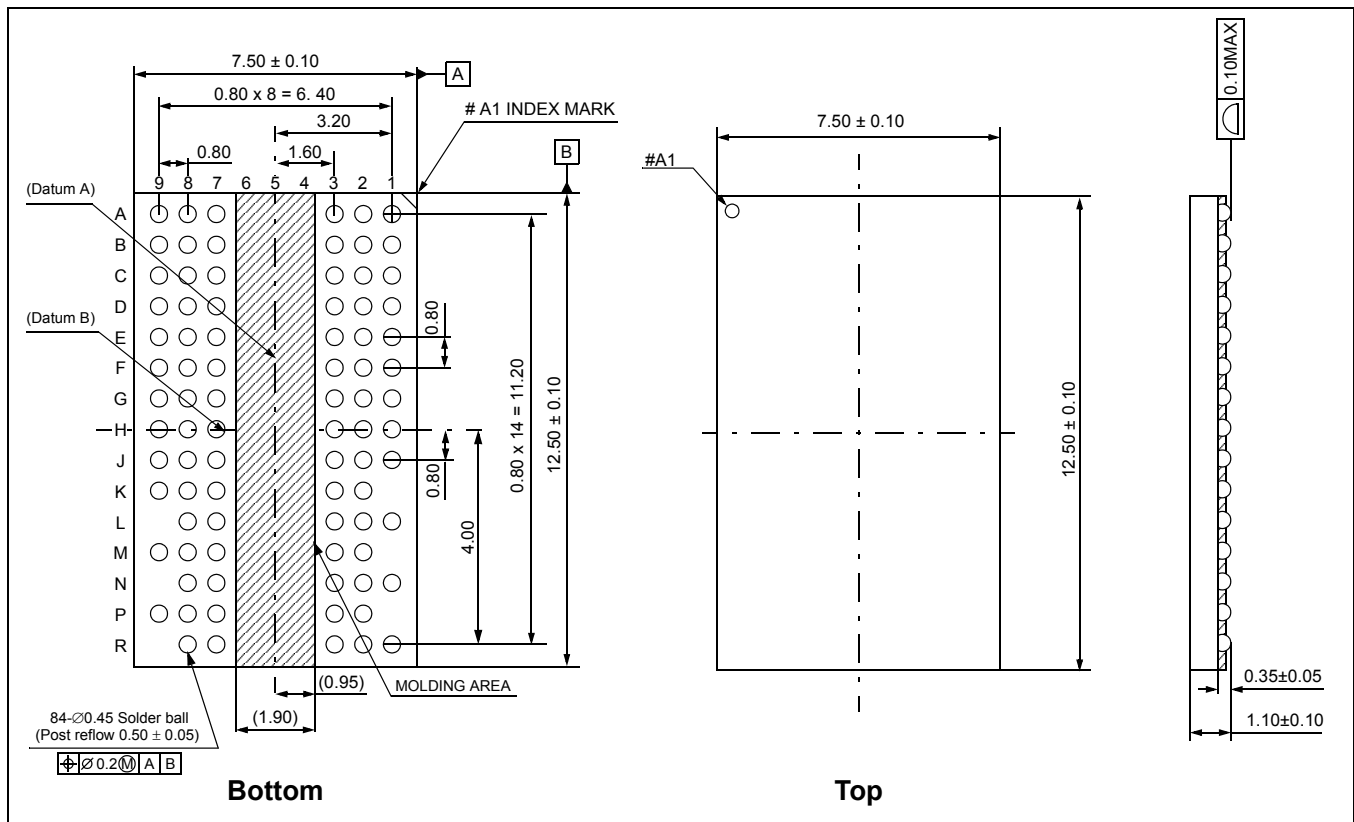 7.50 ± 0.10
A
0.80 x 8 = 6. 40
# A1 INDEX MARK
3.20
B
0.80
1.60
9 8 7 6 5 4 3 2 1
(Datum A)
(Datum B)
A
B
C
D
E
F
G
H
J
K
L
M
N
P
R
0.80
0.80
4.00
0.80 x 14 = 11.20
12.50 ± 0.10
(0.95)
MOLDING AREA
(1.90)
84-∅0.45 Solder ball
(Post reflow 0.50 ± 0.05)
⌖ ∅ 0.2Ⓜ A B
Bottom
7.50 ± 0.10
#A1
12.50 ± 0.10
Top
0.10MAX
0.35±0.05
1.10±0.10